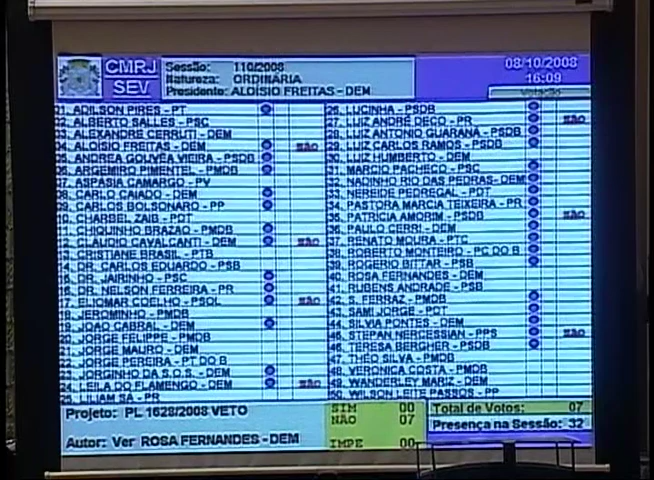 CMRJ
SEV
Sessão: 110/2008
Natureza: ORDINÁRIA
Presidente: ALOISIO FREITAS - DEM
08/10/2008
16:09
Votação
01. ADILSON PIRES - PT
02. ALBERTO SALLES - PSC
03. ALEXANDRE CERRUTI - DEM
04. ALOISIO FREITAS - DEM NÃO
05. ANDREA GOUVÊA VIEIRA - PSDB
06. ARGEMIRO PIMENTEL - PMDB
07. ASPASIA CAMARGO - PV
08. CARLO CAIADO - DEM
09. CARLOS BOLSONARO - PP
10. CHARBEL ZAIB - PDT
11. CHIQUINHO BRAZÃO - PMDB
12. CLAUDIO CAVALCANTI - DEM NÃO
13. CRISTIANE BRASIL - PTB
14. DR. CARLOS EDUARDO - PSB
15. DR. JAIRINHO - PSC
16. DR. NELSON FERREIRA - PR
17. ELIOMAR COELHO - PSOL NÃO
18. JEROMINHO - PMDB
19. JOÃO CABRAL - DEM
20. JORGE FELIPPE - PMDB
21. JORGE MAURO - DEM
22. JORGE PEREIRA - PT DO B
23. JORGINHO DA S.O.S. - DEM
24. LEILA DO FLAMENGO - DEM NÃO
25. LILIAM SÁ - PR
26. LUCINHA - PSDB
27. LUIZ ANDRÉ DECO - PR NÃO
28. LUIZ ANTONIO GUARANÁ - PSDB
29. LUIZ CARLOS RAMOS - PSDB
30. LUIZ HUMBERTO - DEM
31. MARCIO PACHECO - PSC
32. NADINHO RIO DAS PEDRAS - DEM
33. NEREIDE PEDREGAL - PDT
34. PASTORA MARCIA TEIXEIRA - PR
35. PATRICIA AMORIM - PSDB NÃO
36. PAULO CERRI - DEM
37. RENATO MOURA - PTC
38. ROBERTO MONTEIRO - PC DO B
39. ROGERIO BITTAR - PSB
40. ROSA FERNANDES - DEM
41. RUBENS ANDRADE - PSB
42. S. FERRAZ - PMDB
43. SAMI JORGE - PDT
44. SILVIA PONTES - DEM
45. STEPAN NERCESSIAN - PPS NÃO
46. TERESA BERGHER - PSDB
47. THÉO SILVA - PMDB
48. VERONICA COSTA - PMDB
49. WANDERLEY MARIZ - DEM
50. WILSON LEITE PASSOS - PP
Projeto: PL 1628/2008 VETO
Autor: Ver ROSA FERNANDES - DEM
SIM 00
NÃO 07
IMPE 00
Total de Votos: 07
Presença na Sessão: 32